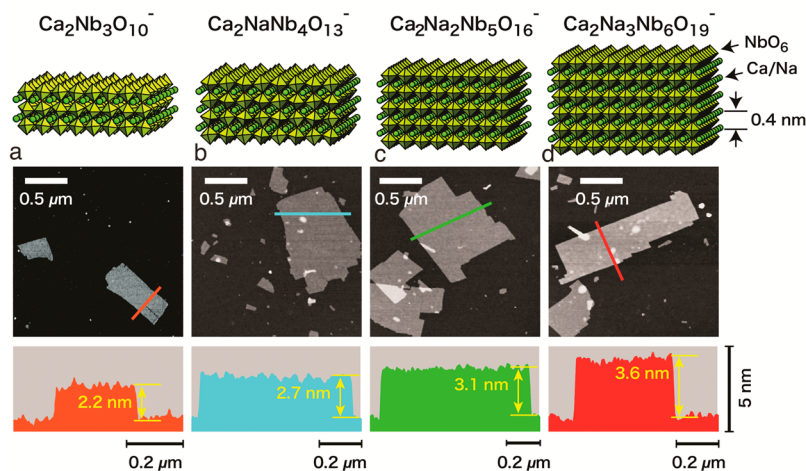 Ca2Nb3O10⁻ Ca2NaNb4O13⁻ Ca2Na2Nb5O16⁻ Ca2Na3Nb6O19⁻
NbO6
Ca/Na
0.4 nm
a b c d
0.5 µm 0.5 µm 0.5 µm 0.5 µm
2.2 nm 2.7 nm 3.1 nm 3.6 nm
5 nm
0.2 µm 0.2 µm 0.2 µm 0.2 µm